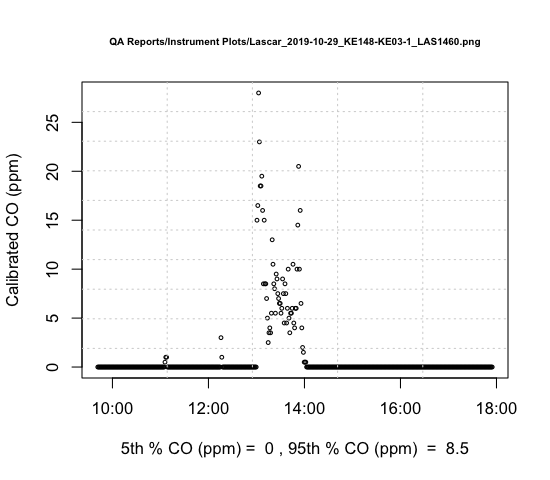 QA Reports/Instrument Plots/Lascar_2019-10-29_KE148-KE03-1_LAS1460.png
Calibrated CO (ppm)
25
20
15
10
5
0
10:00 12:00 14:00 16:00 18:00
5th % CO (ppm) = 0 , 95th % CO (ppm) = 8.5